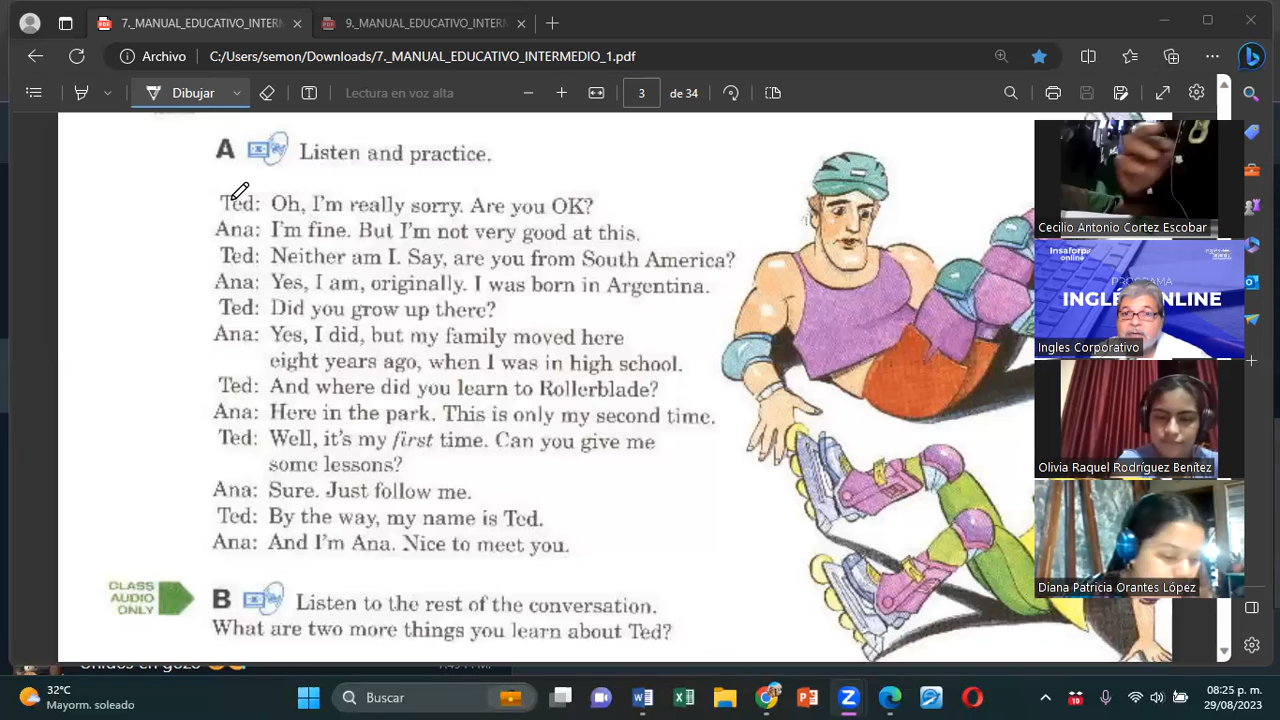 7._MANUAL_EDUCATIVO_INTERM
9._MANUAL_EDUCATIVO_INTERM
Archivo
C:/Users/semon/Downloads/7._MANUAL_EDUCATIVO_INTERMEDIO_1.pdf
Dibujar
Lectura en voz alta
3
de 34
A Listen and practice.
Ted: Oh, I'm really sorry. Are you OK?
Ana: I'm fine. But I'm not very good at this.
Ted: Neither am I. Say, are you from South America?
Ana: Yes, I am, originally. I was born in Argentina.
Ted: Did you grow up there?
Ana: Yes, I did, but my family moved here
eight years ago, when I was in high school.
Ted: And where did you learn to Rollerblade?
Ana: Here in the park. This is only my second time.
Ted: Well, it's my first time. Can you give me
some lessons?
Ana: Sure. Just follow me.
Ted: By the way, my name is Ted.
Ana: And I'm Ana. Nice to meet you.
CLASS
AUDIO
ONLY
B Listen to the rest of the conversation.
What are two more things you learn about Ted?
Cecilio Antonio Cortez Escobar
Insaforp
online
PROGRAMA
INGLÉS ONLINE
Ingles Corporativo
Olivia Raquel Rodríguez Benítez
Diana Patricia Orantes López
32°C
Mayorm. soleado
Buscar
10
08:25 p. m.
29/08/2023